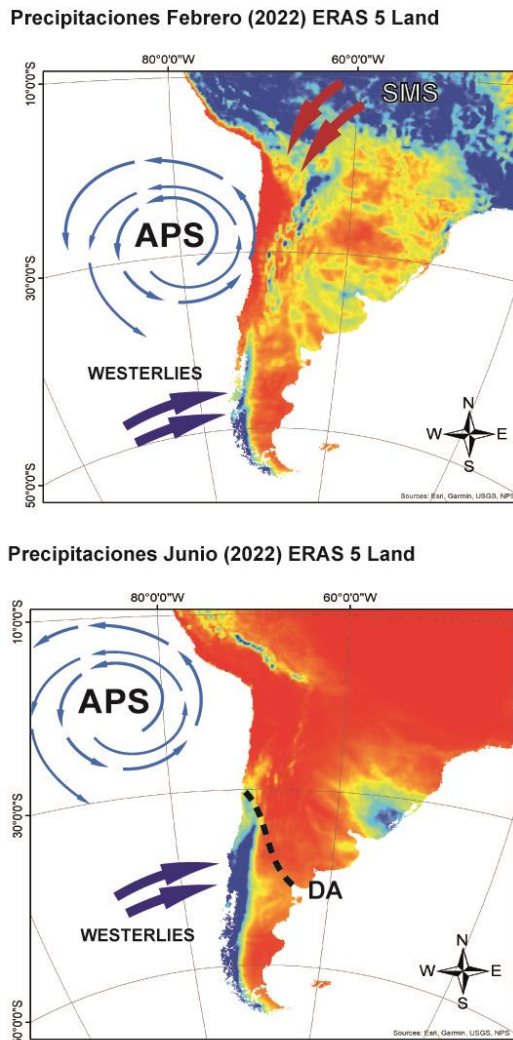 Precipitaciones Febrero (2022) ERAS 5 Land
80°0'0"W
60°0'0"W
10°0'0"S
SMS
APS
30°0'0"S
WESTERLIES
N
W
E
S
50°0'0"S
Sources: Esri, Garmin, USGS, NPS
Precipitaciones Junio (2022) ERAS 5 Land
80°0'0"W
60°0'0"W
10°0'0"S
APS
30°0'0"S
DA
WESTERLIES
N
W
E
S
Sources: Esri, Garmin, USGS, NPS